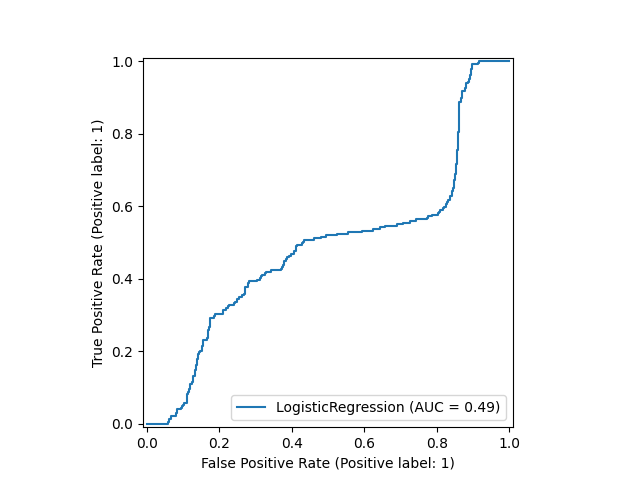 1.0
0.8
0.6
0.4
0.2
0.0
True Positive Rate (Positive label: 1)
LogisticRegression (AUC = 0.49)
0.0 0.2 0.4 0.6 0.8 1.0
False Positive Rate (Positive label: 1)